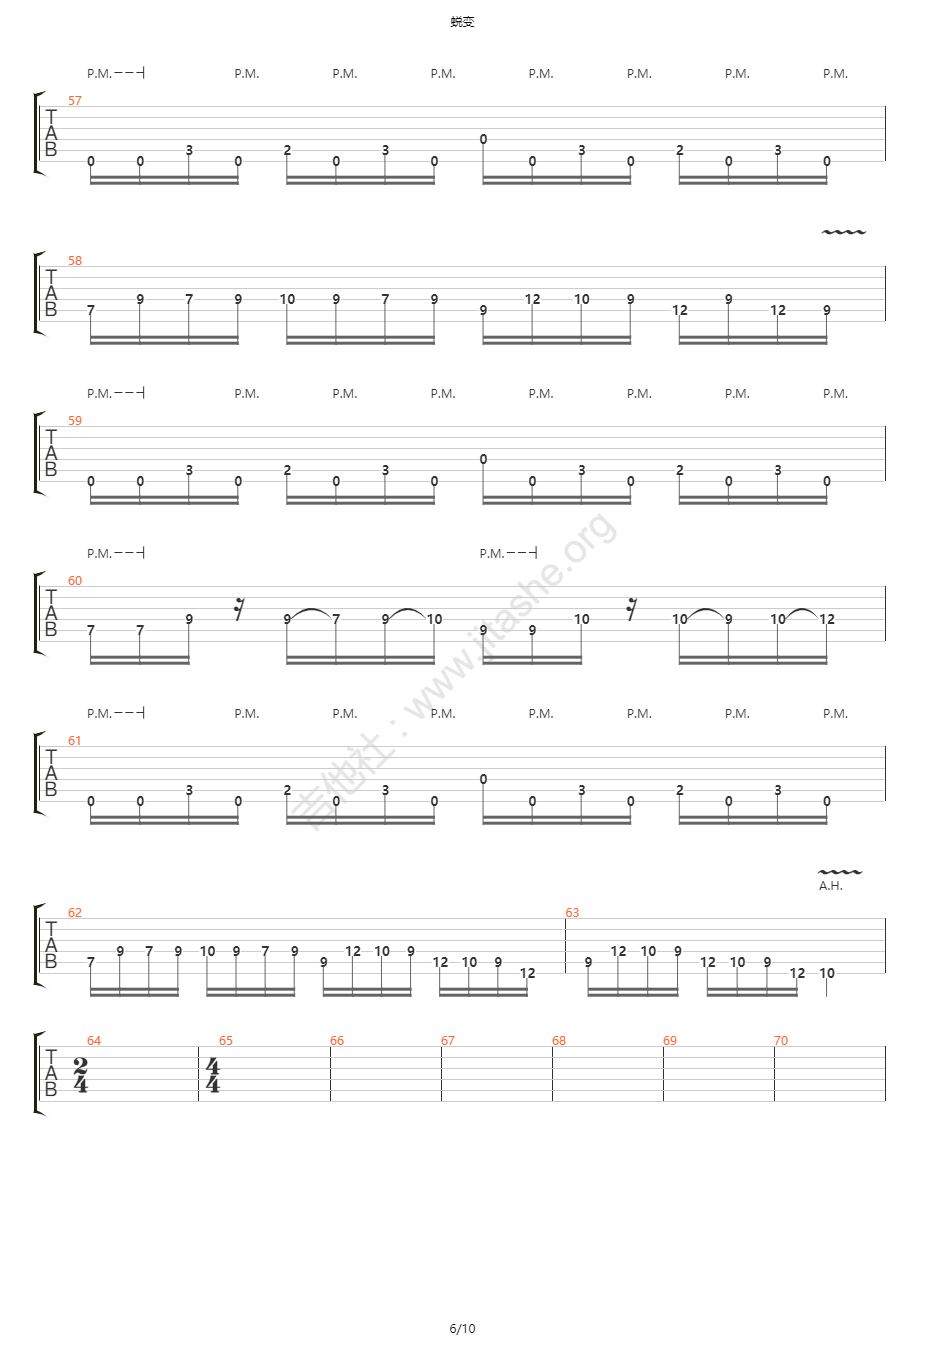 蜕变
P.M. P.M. P.M. P.M. P.M. P.M. P.M. P.M.
57
TAB
0 0 3 0 2 0 3 0 0 0 3 0 2 0 3 0
58
TAB
7 9 7 9 10 9 7 9 9 12 10 9 12 9 12 9
P.M. P.M. P.M. P.M. P.M. P.M. P.M. P.M.
59
TAB
0 0 3 0 2 0 3 0 0 0 3 0 2 0 3 0
P.M. P.M.
60
TAB
7 7 9 9 7 9 10 9 9 10 10 9 10 12
P.M. P.M. P.M. P.M. P.M. P.M. P.M. P.M.
61
TAB
0 0 3 0 2 0 3 0 0 0 3 0 2 0 3 0
A.H.
62 63
TAB
7 9 7 9 10 9 7 9 9 12 10 9 12 10 9 12 9 12 10 9 12 10 9 12 10
64 65 66 67 68 69 70
TAB
2/4 4/4
吉他社：www.jitashe.org
6/10